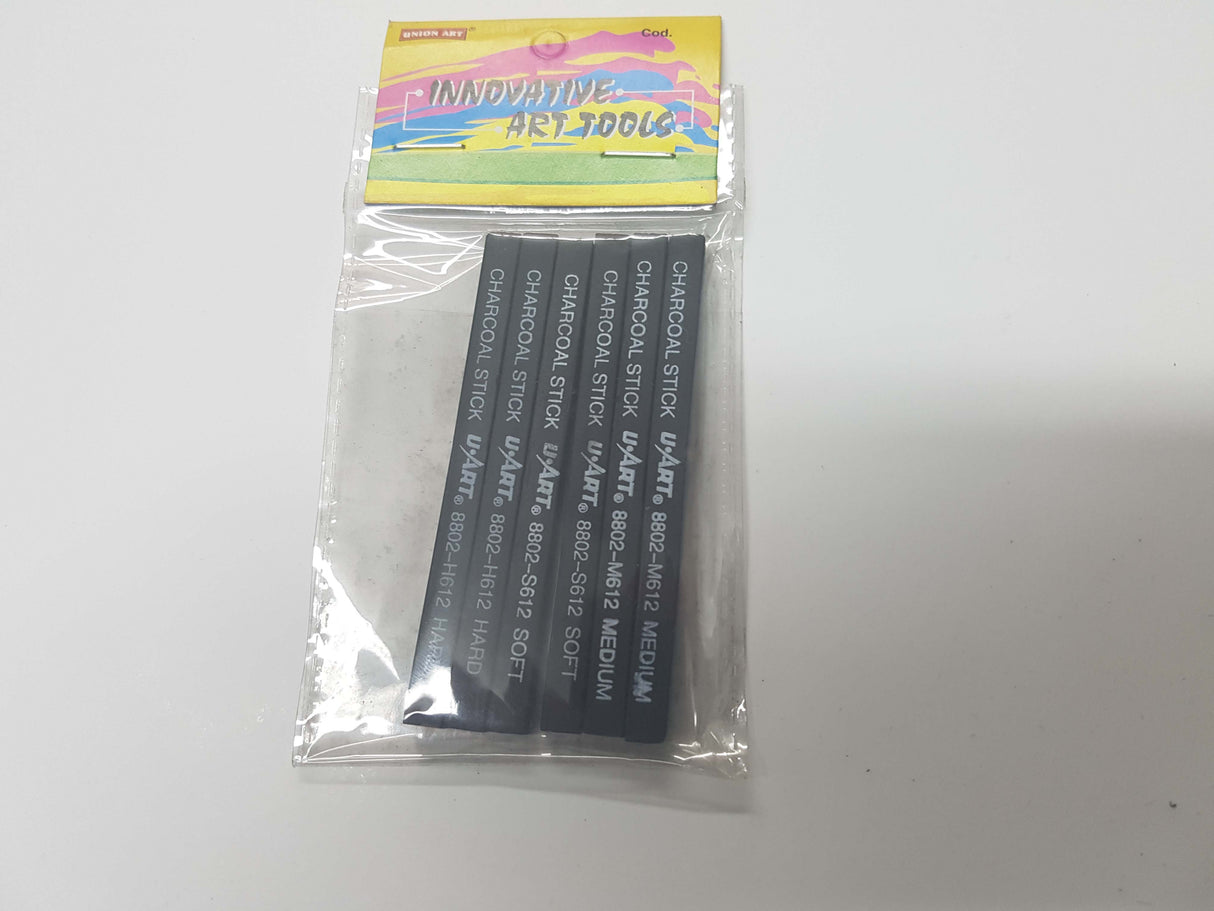 UNION ART®
Cod.
INNOVATIVE
ART TOOLS
CHARCOAL STICK U·ART® 8802-H612 HARD
CHARCOAL STICK U·ART® 8802-H612 HARD
CHARCOAL STICK U·ART® 8802-S612 SOFT
CHARCOAL STICK U·ART® 8802-S612 SOFT
CHARCOAL STICK U·ART® 8802-M612 MEDIUM
CHARCOAL STICK U·ART® 8802-M612 MEDIUM